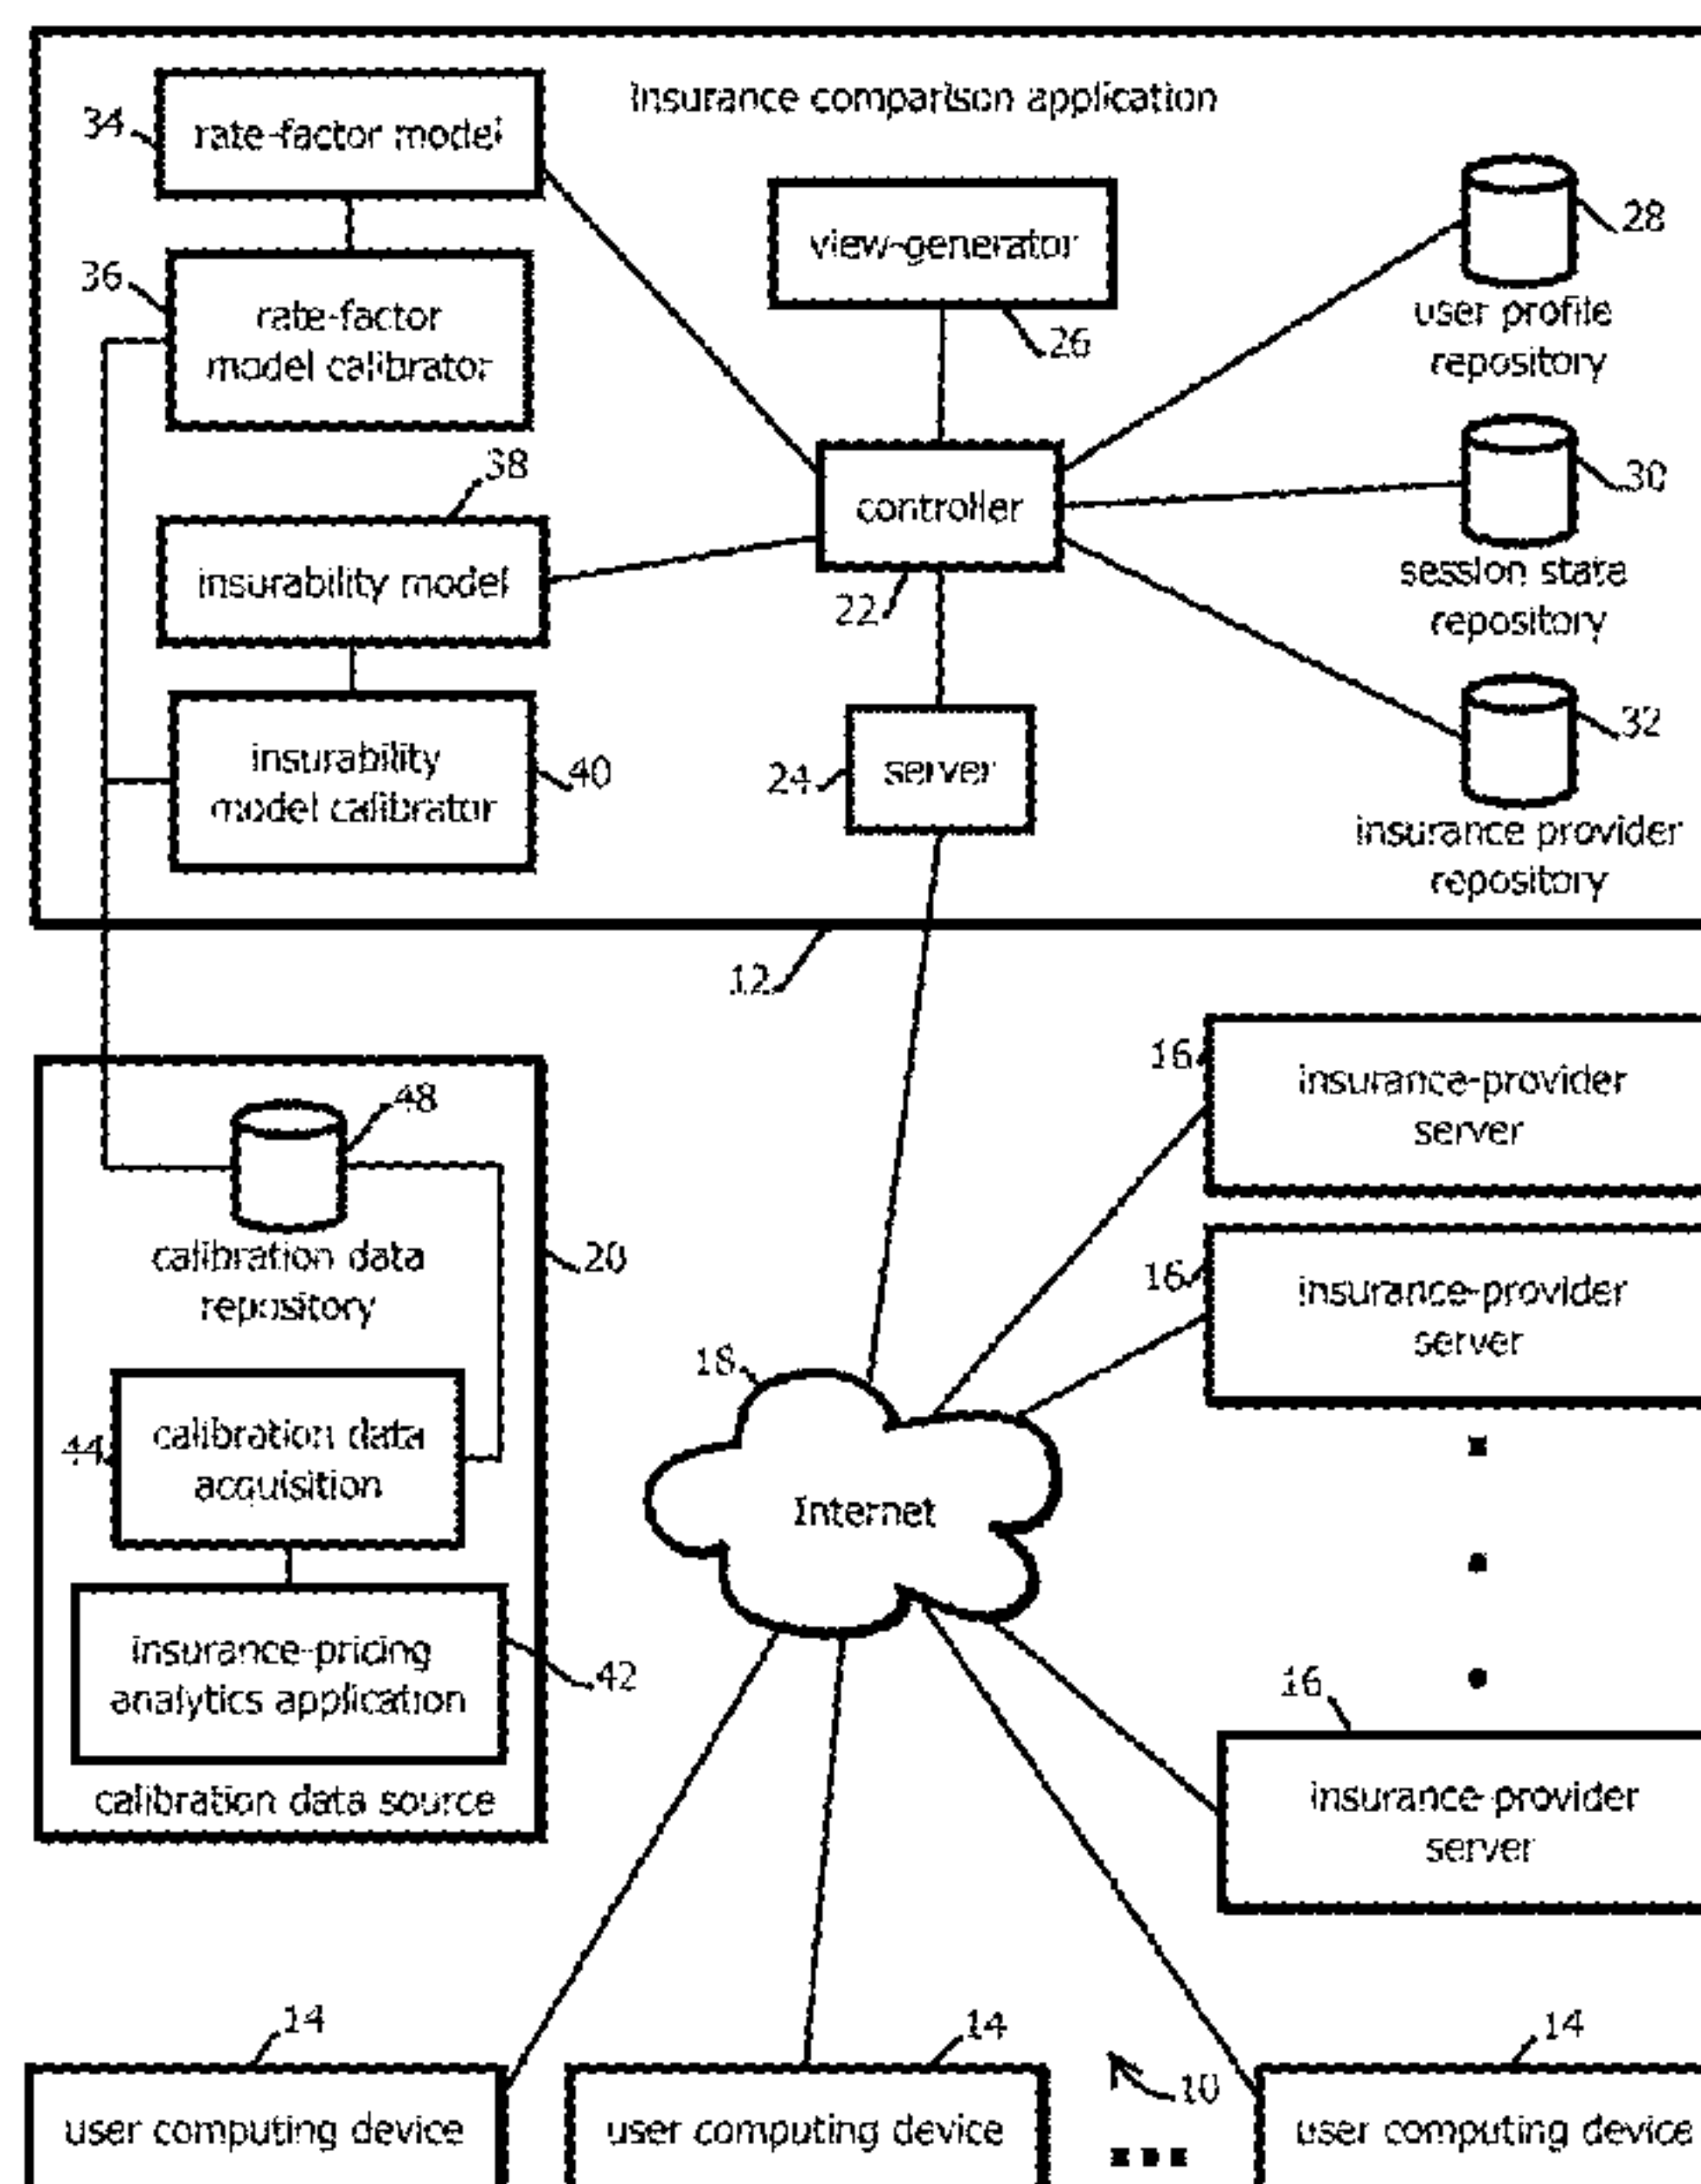 insurance comparison application
34
rate-factor model
view-generator
26
28
user profile
repository
36
rate-factor
model calibrator
38
insurability model
controller
22
30
session state
repository
insurability
model calibrator
40
24
server
32
insurance provider
repository
12
48
calibration data
repository
20
44
calibration data
acquisition
insurance-pricing
analytics application
42
calibration data source
18
Internet
16
insurance-provider
server
16
insurance-provider
server
16
insurance-provider
server
14
user computing device
14
user computing device
10
14
user computing device